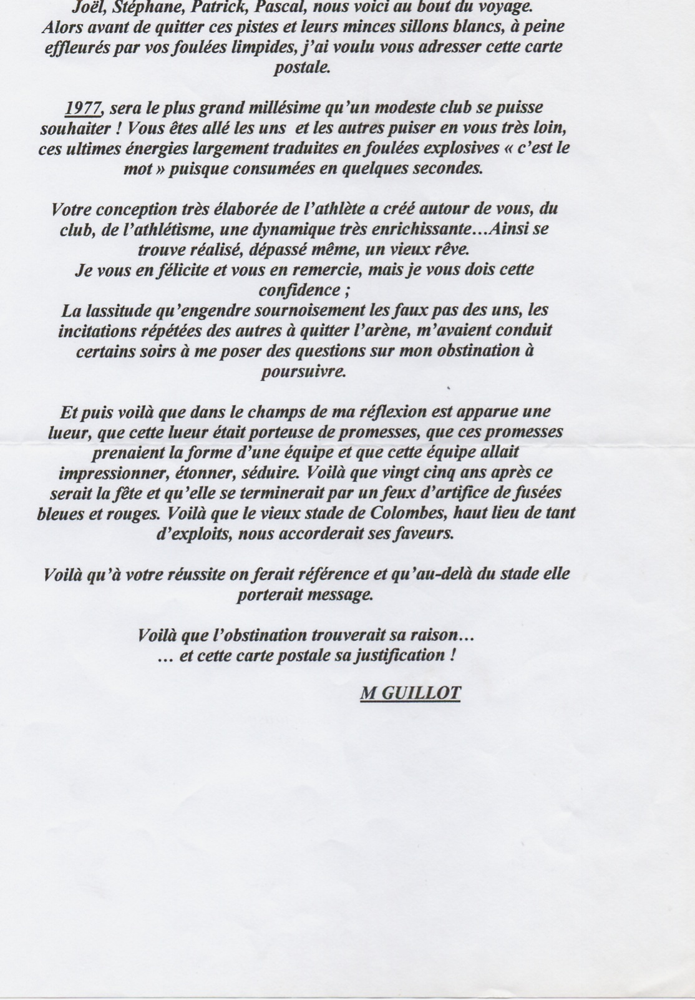 Joël, Stéphane, Patrick, Pascal, nous voici au bout du voyage.
Alors avant de quitter ces pistes et leurs minces sillons blancs, à peine
effleurés par vos foulées limpides, j’ai voulu vous adresser cette carte
postale.
1977, sera le plus grand millésime qu’un modeste club se puisse
souhaiter ! Vous êtes allé les uns et les autres puiser en vous très loin,
ces ultimes énergies largement traduites en foulées explosives « c’est le
mot » puisque consumées en quelques secondes.
Votre conception très élaborée de l’athlète a créé autour de vous, du
club, de l’athlétisme, une dynamique très enrichissante…Ainsi se
trouve réalisé, dépassé même, un vieux rêve.
Je vous en félicite et vous en remercie, mais je vous dois cette
confidence ;
La lassitude qu’engendre sournoisement les faux pas des uns, les
incitations répétées des autres à quitter l’arène, m’avaient conduit
certains soirs à me poser des questions sur mon obstination à
poursuivre.
Et puis voilà que dans le champs de ma réflexion est apparue une
lueur, que cette lueur était porteuse de promesses, que ces promesses
prenaient la forme d’une équipe et que cette équipe allait
impressionner, étonner, séduire. Voilà que vingt cinq ans après ce
serait la fête et qu’elle se terminerait par un feux d’artifice de fusées
bleues et rouges. Voilà que le vieux stade de Colombes, haut lieu de tant
d’exploits, nous accorderait ses faveurs.
Voilà qu’à votre réussite on ferait référence et qu’au-delà du stade elle
porterait message.
Voilà que l’obstination trouverait sa raison…
… et cette carte postale sa justification !
M GUILLOT